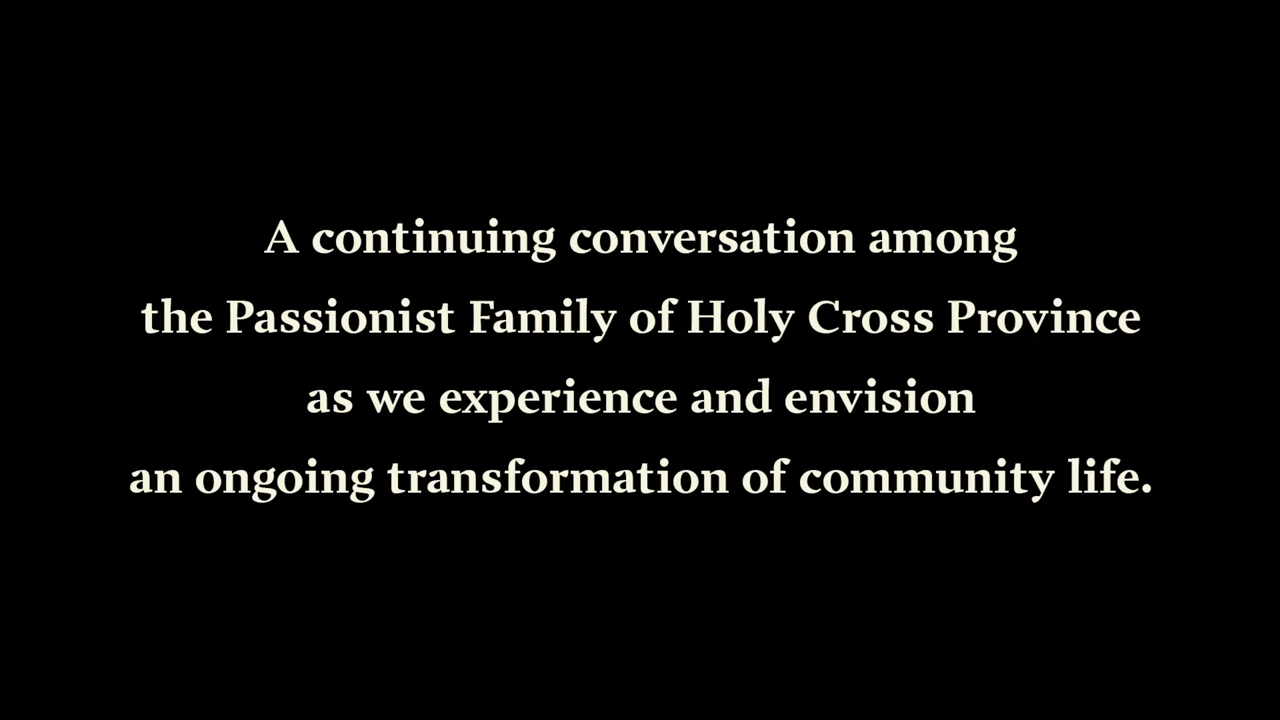 A continuing conversation among
the Passionist Family of Holy Cross Province
as we experience and envision
an ongoing transformation of community life.